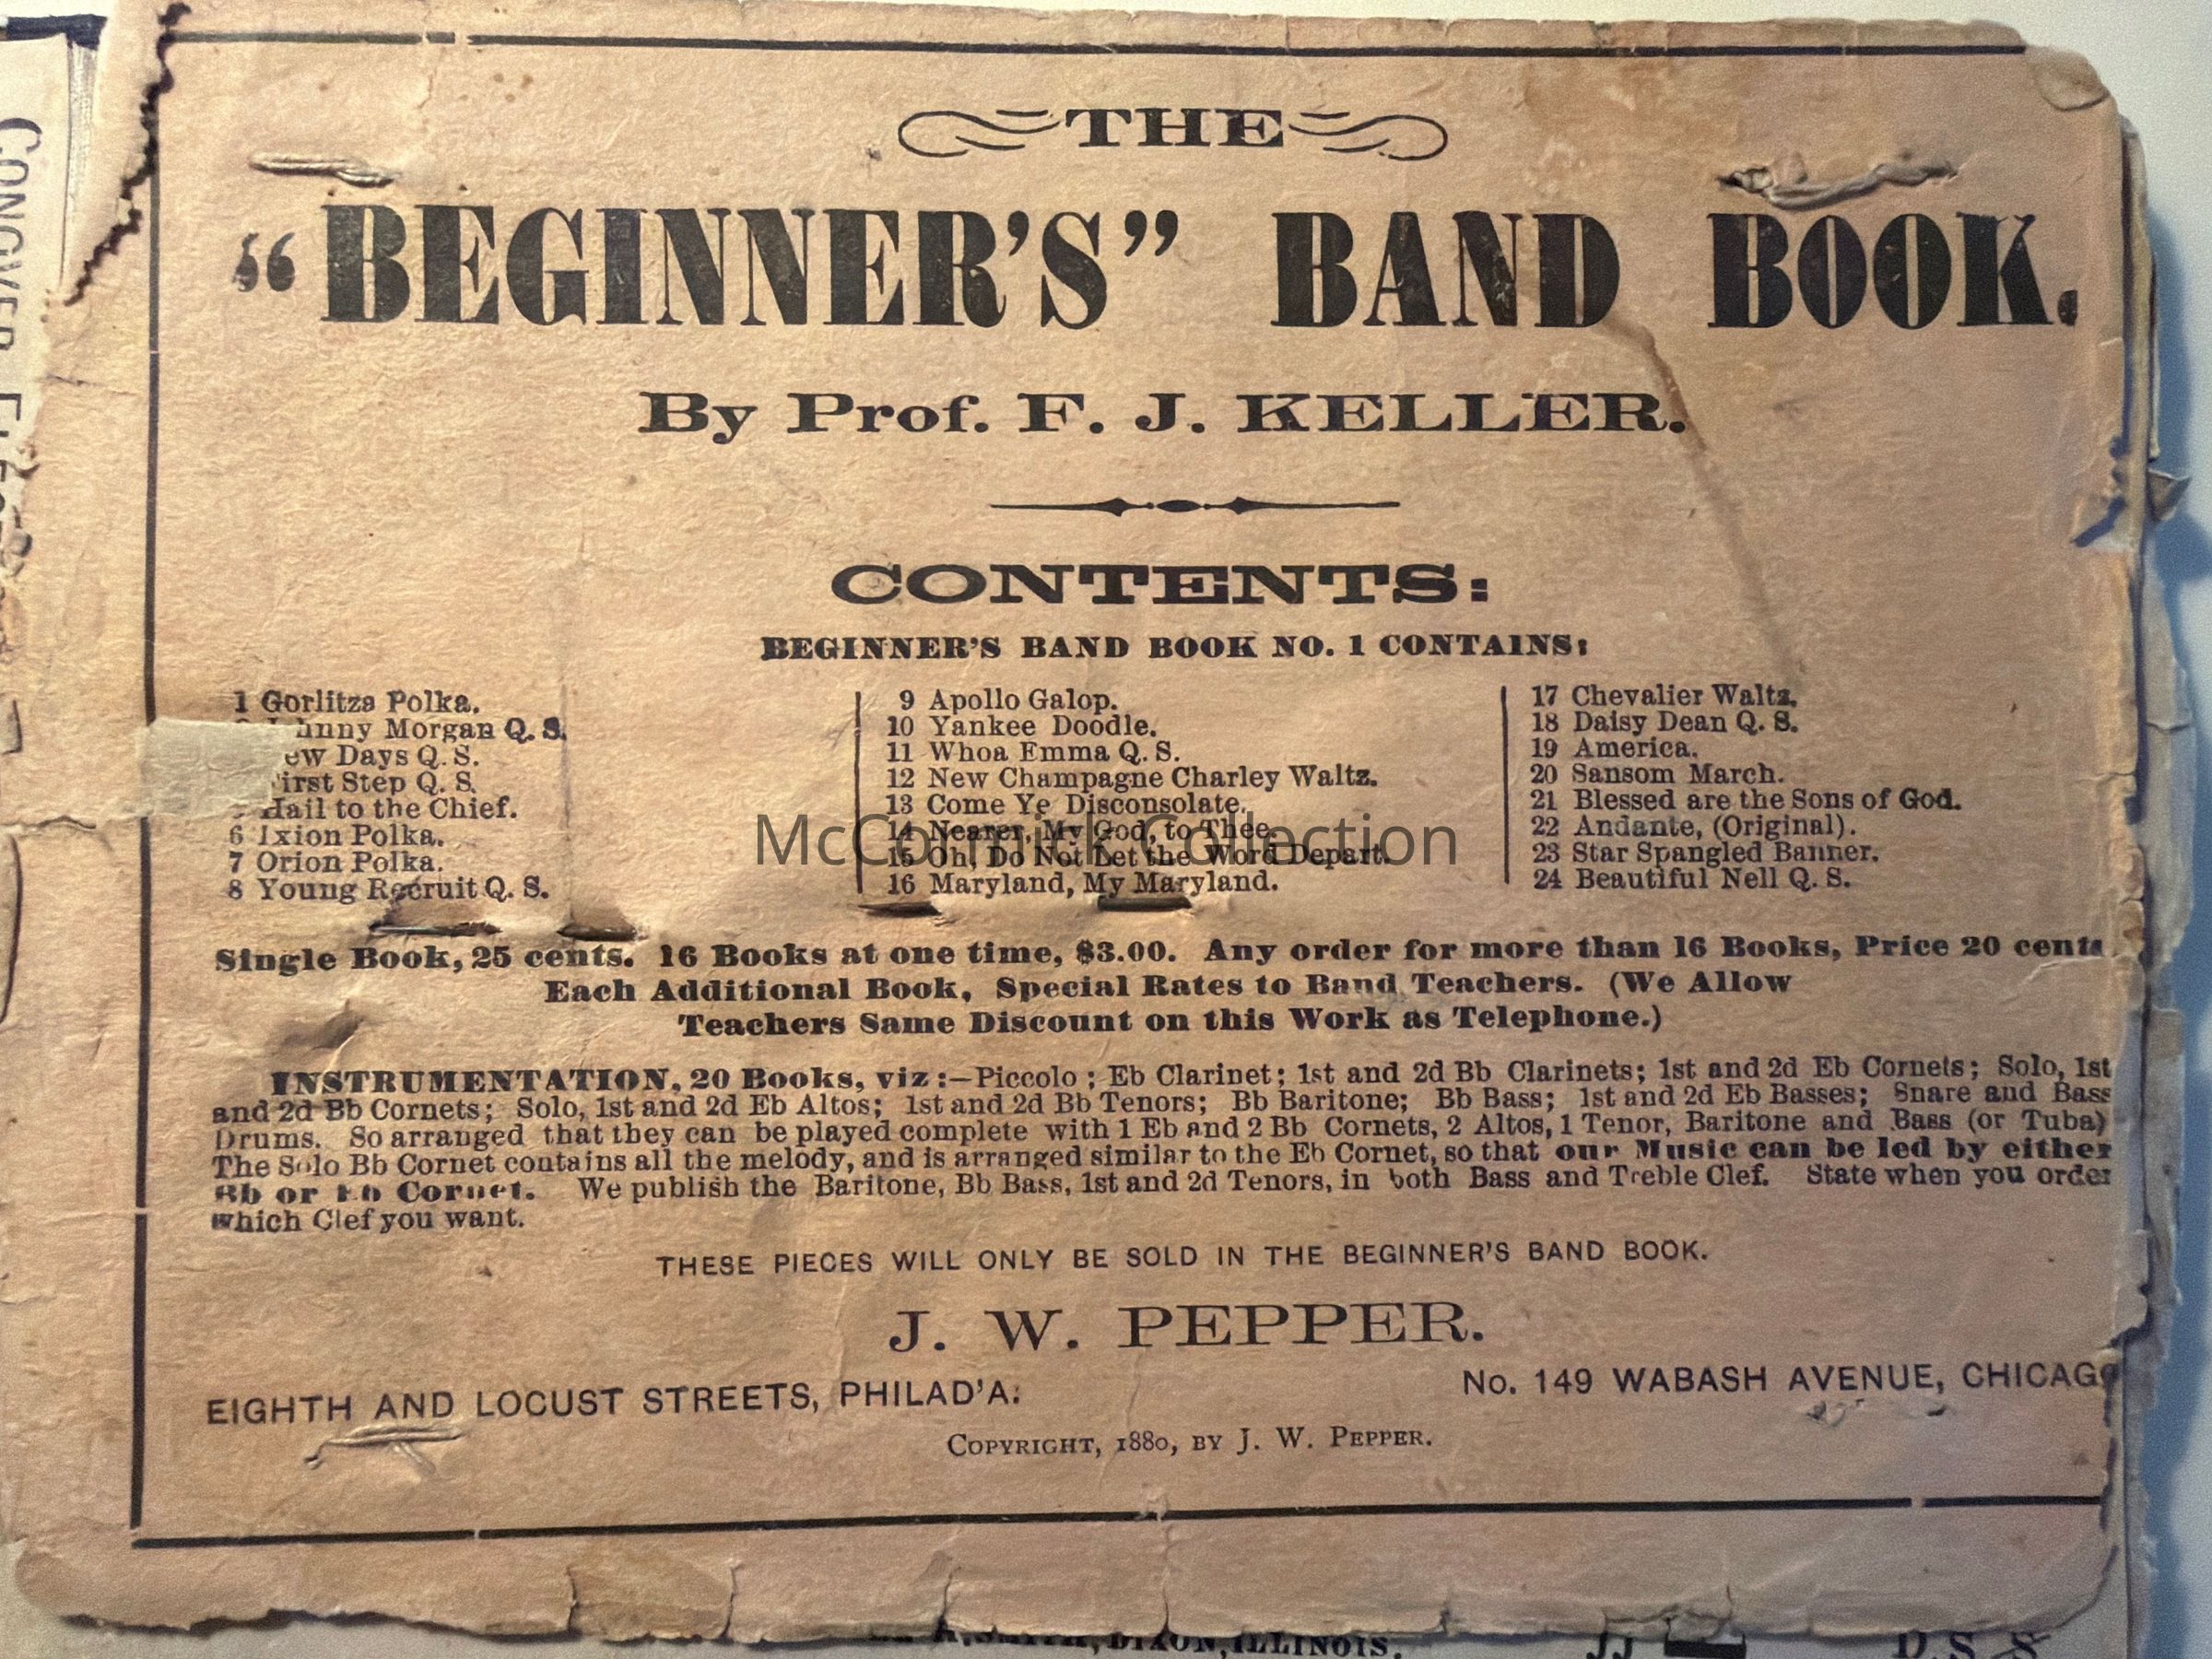 THE
“BEGINNER’S” BAND BOOK.
By Prof. F. J. KELLER.
CONTENTS:
BEGINNER’S BAND BOOK NO. 1 CONTAINS:
1 Gorlitza Polka.
Morgan Q. S.
Days Q. S.
Step Q. S.
Hail to the Chief.
6 Ixion Polka.
7 Orion Polka.
8 Young Recruit Q. S.
9 Apollo Galop.
10 Yankee Doodle.
11 Whoa Emma Q. S.
12 New Champagne Charley Waltz.
13 Come Ye Disconsolate.
14 Nearer, My God, to Thee.
15 Oh, Do Not Let the Word Depart.
16 Maryland, My Maryland.
17 Chevalier Waltz.
18 Daisy Dean Q. S.
19 America.
20 Sansom March.
21 Blessed are the Sons of God.
22 Andante, (Original).
23 Star Spangled Banner.
24 Beautiful Nell Q. S.
McCormick Collection
Single Book, 25 cents. 16 Books at one time, $3.00. Any order for more than 16 Books, Price 20 cents
Each Additional Book, Special Rates to Band Teachers. (We Allow
Teachers Same Discount on this Work as Telephone.)
INSTRUMENTATION, 20 Books, viz:—Piccolo; Eb Clarinet; 1st and 2d Bb Clarinets; 1st and 2d Eb Cornets; Solo, 1st
and 2d Bb Cornets; Solo, 1st and 2d Eb Altos; 1st and 2d Bb Tenors; Bb Baritone; Bb Bass; 1st and 2d Eb Basses; Snare and Bass
Drums. So arranged that they can be played complete with 1 Eb and 2 Bb Cornets, 2 Altos, 1 Tenor, Baritone and Bass (or Tuba)
The Solo Bb Cornet contains all the melody, and is arranged similar to the Eb Cornet, so that our Music can be led by either
Bb or Eb Cornet. We publish the Baritone, Bb Bass, 1st and 2d Tenors, in both Bass and Treble Clef. State when you order
which Clef you want.
THESE PIECES WILL ONLY BE SOLD IN THE BEGINNER’S BAND BOOK.
J. W. PEPPER.
EIGHTH AND LOCUST STREETS, PHILAD’A.
No. 149 WABASH AVENUE, CHICAGO
COPYRIGHT, 1880, BY J. W. PEPPER.
SMITH, DIXON, ILLINOIS.